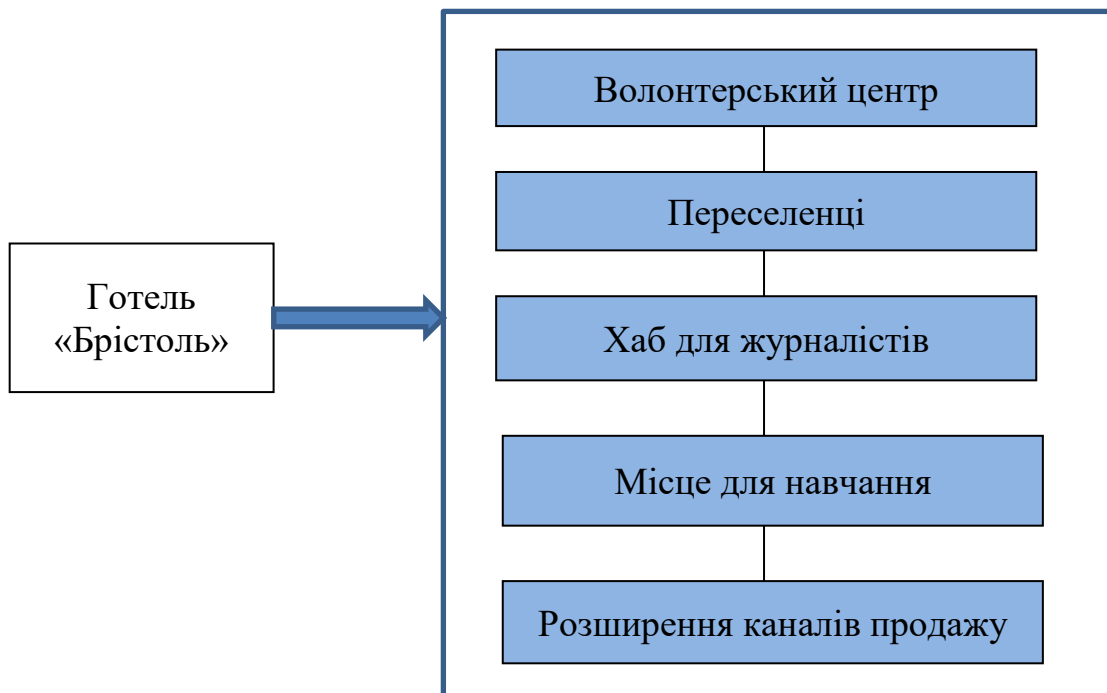 Волонтерський центр
Переселенці
Готель
«Брістоль»
Хаб для журналістів
Місце для навчання
Розширення каналів продажу